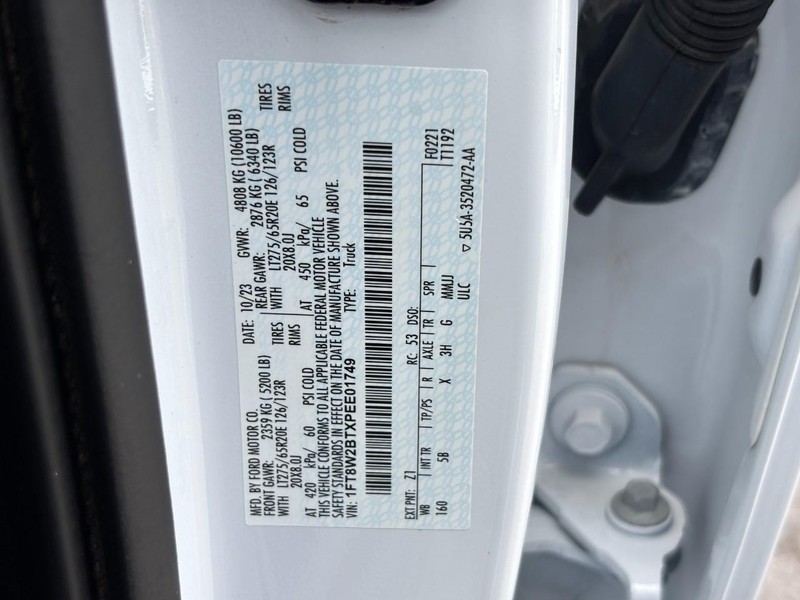 MFD. BY FORD MOTOR CO.
DATE: 10/23 GVWR: 4808 KG (10600 LB)
FRONT GAWR: 2359 KG (5200 LB) REAR GAWR: 2876 KG (6340 LB)
WITH LT275/65R20E 126/123R TIRES WITH LT275/65R20E 126/123R TIRES
20X8.0J RIMS 20X8.0J RIMS
AT 420 kPa/ 60 PSI COLD AT 450 kPa/ 65 PSI COLD
THIS VEHICLE CONFORMS TO ALL APPLICABLE FEDERAL MOTOR VEHICLE
SAFETY STANDARDS IN EFFECT ON THE DATE OF MANUFACTURE SHOWN ABOVE.
VIN: 1FT8W2BTXPEE01749 TYPE: Truck
EXT PNT: Z1 RC: 53 DSO: F0221
WB INT TR TP/PS R AXLE TR SPR T1192
160 5B X 3H G MMJJ
ULC ▽ 5U5A-3520472-AA